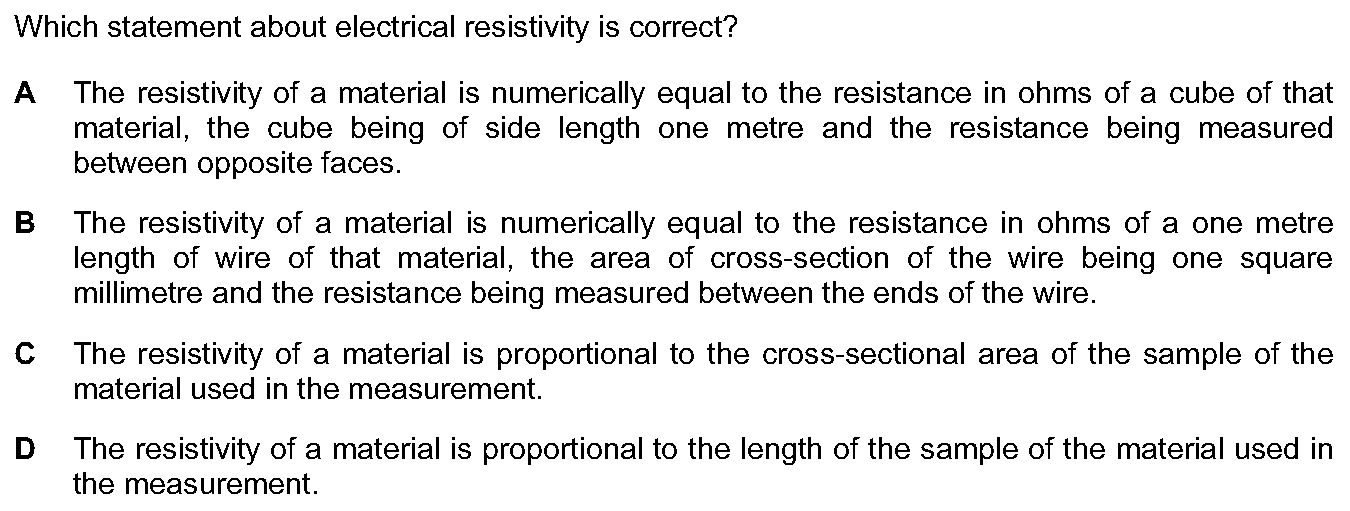 Which statement about electrical resistivity is correct?
A The resistivity of a material is numerically equal to the resistance in ohms of a cube of that
material, the cube being of side length one metre and the resistance being measured
between opposite faces.
B The resistivity of a material is numerically equal to the resistance in ohms of a one metre
length of wire of that material, the area of cross-section of the wire being one square
millimetre and the resistance being measured between the ends of the wire.
C The resistivity of a material is proportional to the cross-sectional area of the sample of the
material used in the measurement.
D The resistivity of a material is proportional to the length of the sample of the material used in
the measurement.